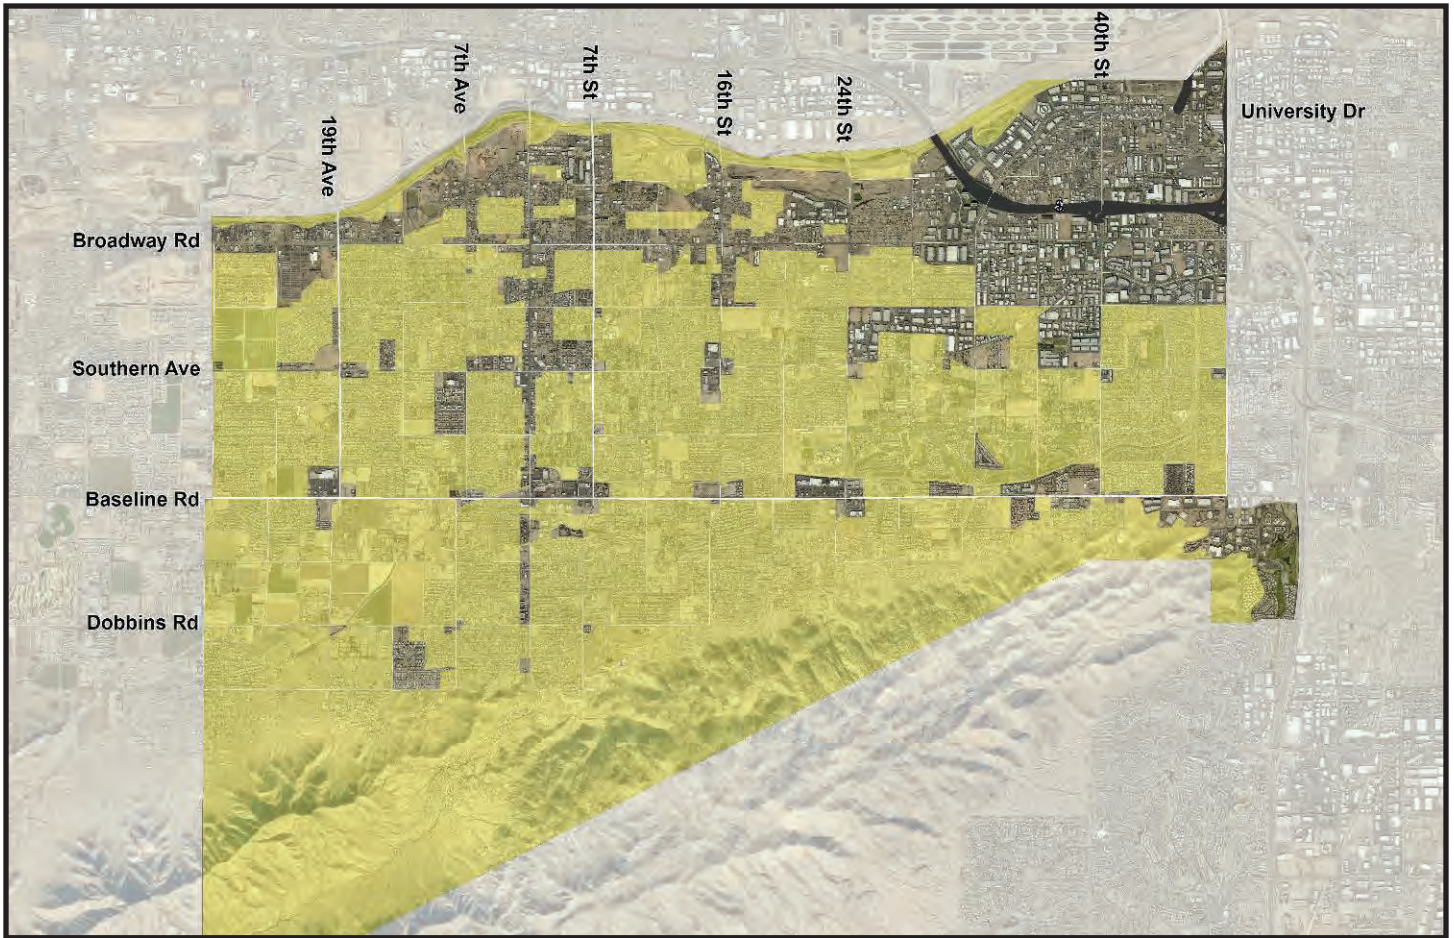 40th St
7th Ave
7th St
16th St
24th St
University Dr
19th Ave
Broadway Rd
Southern Ave
Baseline Rd
Dobbins Rd